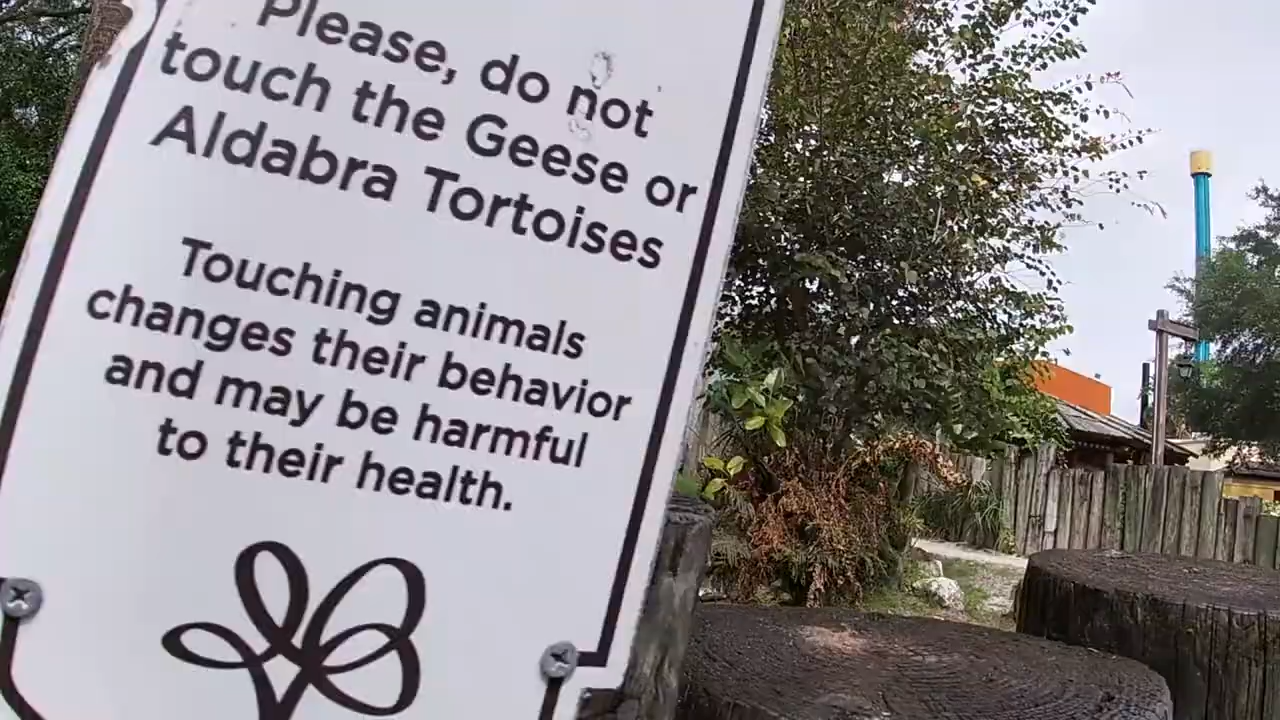 Please, do not
touch the Geese or
Aldabra Tortoises
Touching animals
changes their behavior
and may be harmful
to their health.